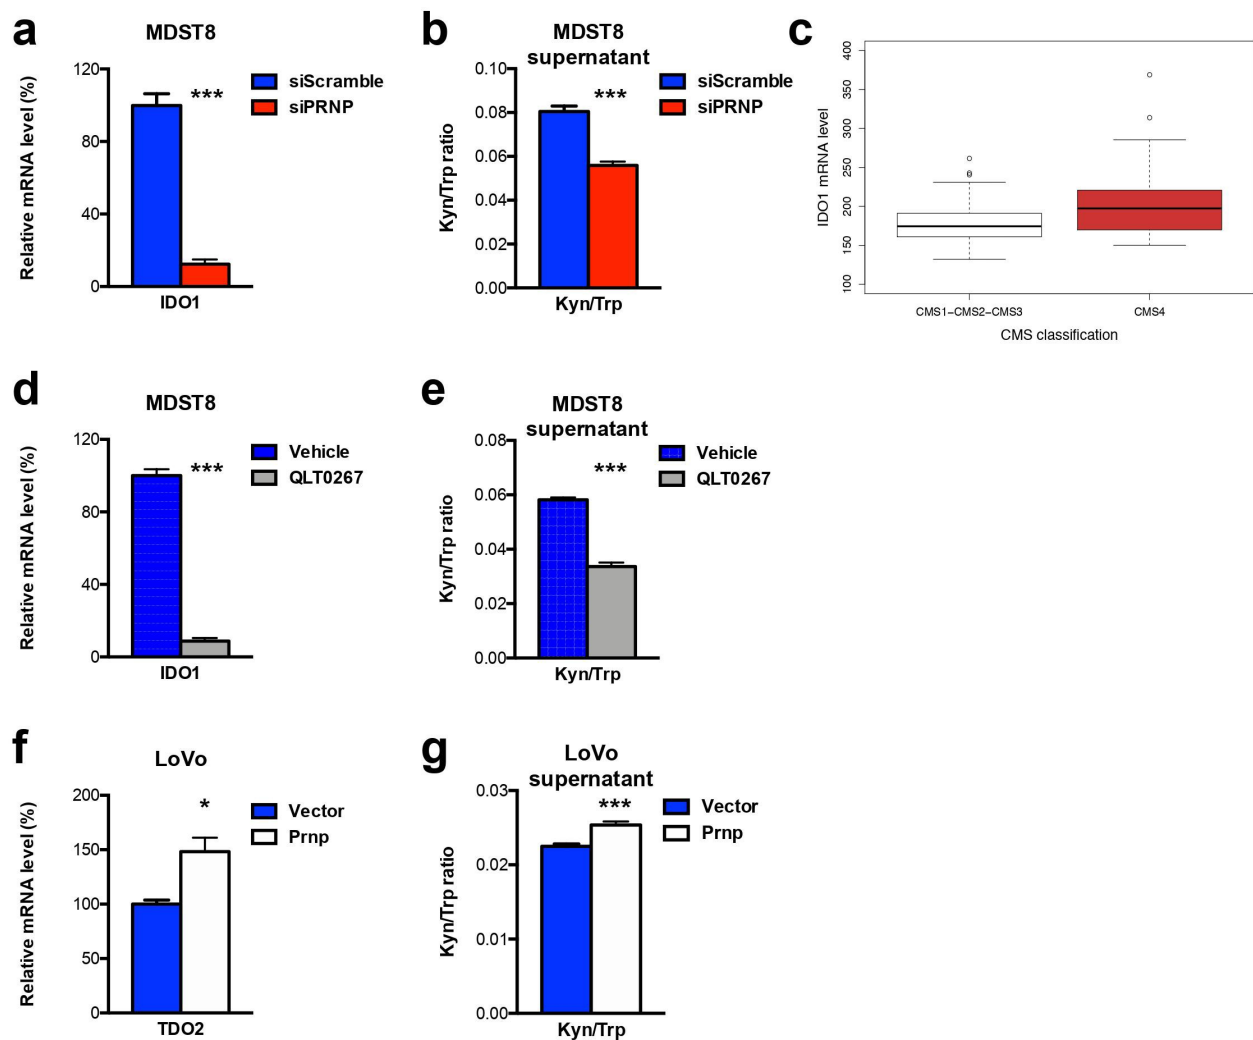 a
MDST8
Relative mRNA level (%)
120
80
40
0
***
siScramble
siPRNP
IDO1
b
MDST8
supernatant
Kyn/Trp ratio
0.10
0.08
0.06
0.04
0.02
0.00
***
siScramble
siPRNP
Kyn/Trp
c
IDO1 mRNA level
400
350
300
250
200
150
100
CMS1-CMS2-CMS3
CMS4
CMS classification
d
MDST8
Relative mRNA level (%)
120
80
40
0
***
Vehicle
QLT0267
IDO1
e
MDST8
supernatant
Kyn/Trp ratio
0.08
0.06
0.04
0.02
0.00
***
Vehicle
QLT0267
Kyn/Trp
f
LoVo
Relative mRNA level (%)
200
150
100
50
0
*
Vector
Prnp
TDO2
g
LoVo
supernatant
Kyn/Trp ratio
0.03
0.02
0.01
0.00
***
Vector
Prnp
Kyn/Trp